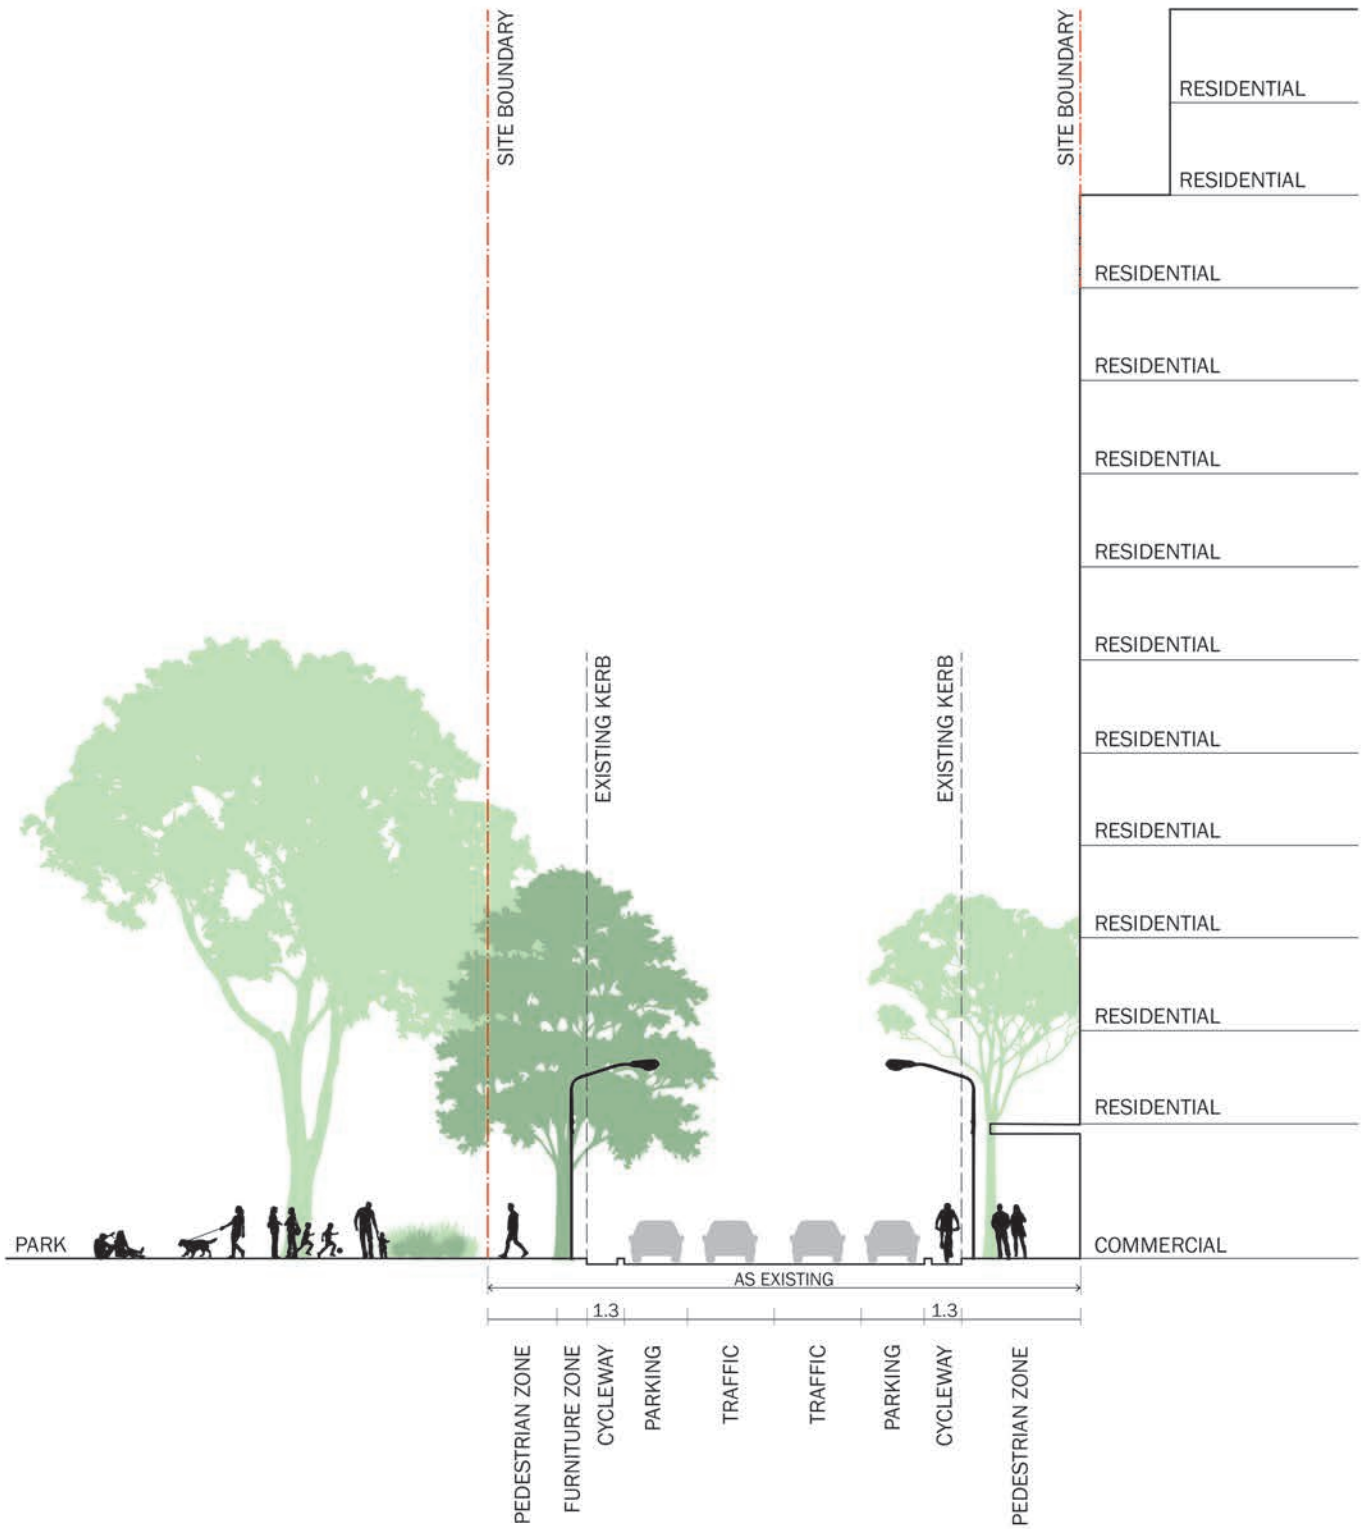 SITE BOUNDARY
SITE BOUNDARY
RESIDENTIAL
RESIDENTIAL
RESIDENTIAL
RESIDENTIAL
RESIDENTIAL
RESIDENTIAL
RESIDENTIAL
RESIDENTIAL
RESIDENTIAL
RESIDENTIAL
RESIDENTIAL
RESIDENTIAL
EXISTING KERB
EXISTING KERB
PARK
COMMERCIAL
AS EXISTING
1.3
1.3
PEDESTRIAN ZONE
FURNITURE ZONE
CYCLEWAY
PARKING
TRAFFIC
TRAFFIC
PARKING
CYCLEWAY
PEDESTRIAN ZONE